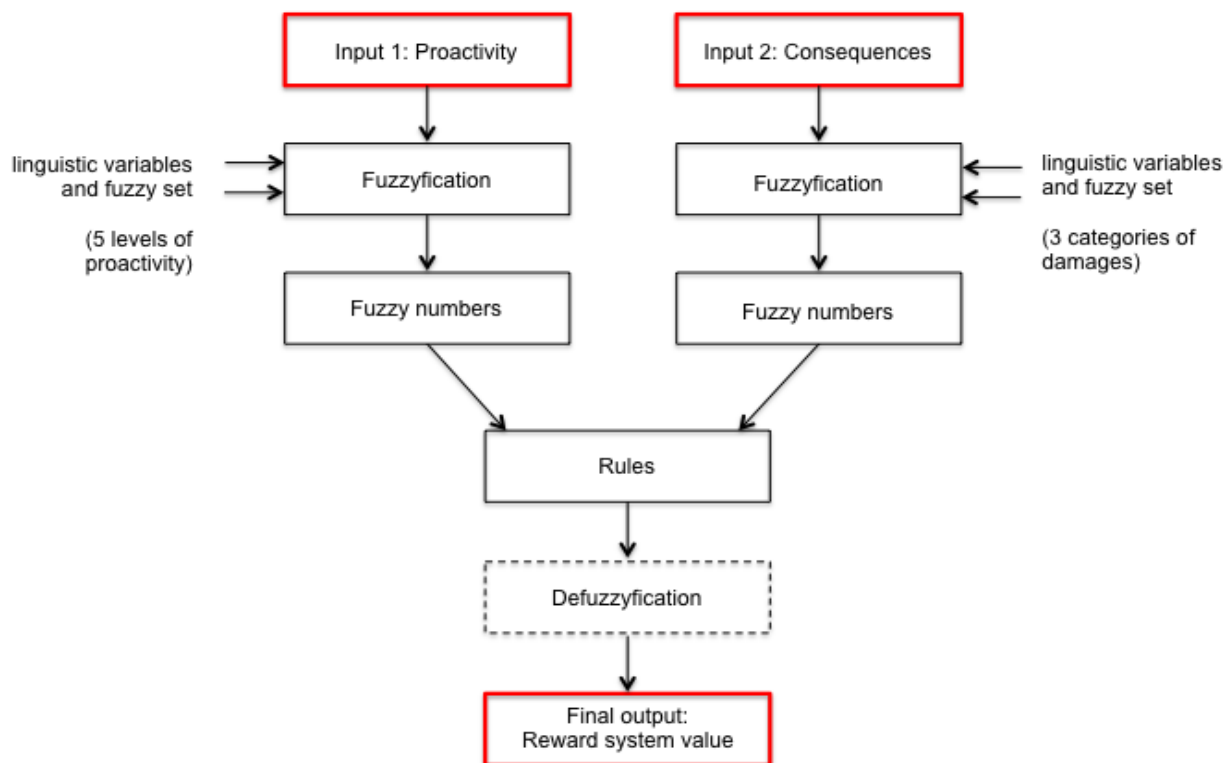 Input 1: Proactivity
Input 2: Consequences
linguistic variables
and fuzzy set
(5 levels of
proactivity)
Fuzzyfication
Fuzzyfication
linguistic variables
and fuzzy set
(3 categories of
damages)
Fuzzy numbers
Fuzzy numbers
Rules
Defuzzyfication
Final output:
Reward system value